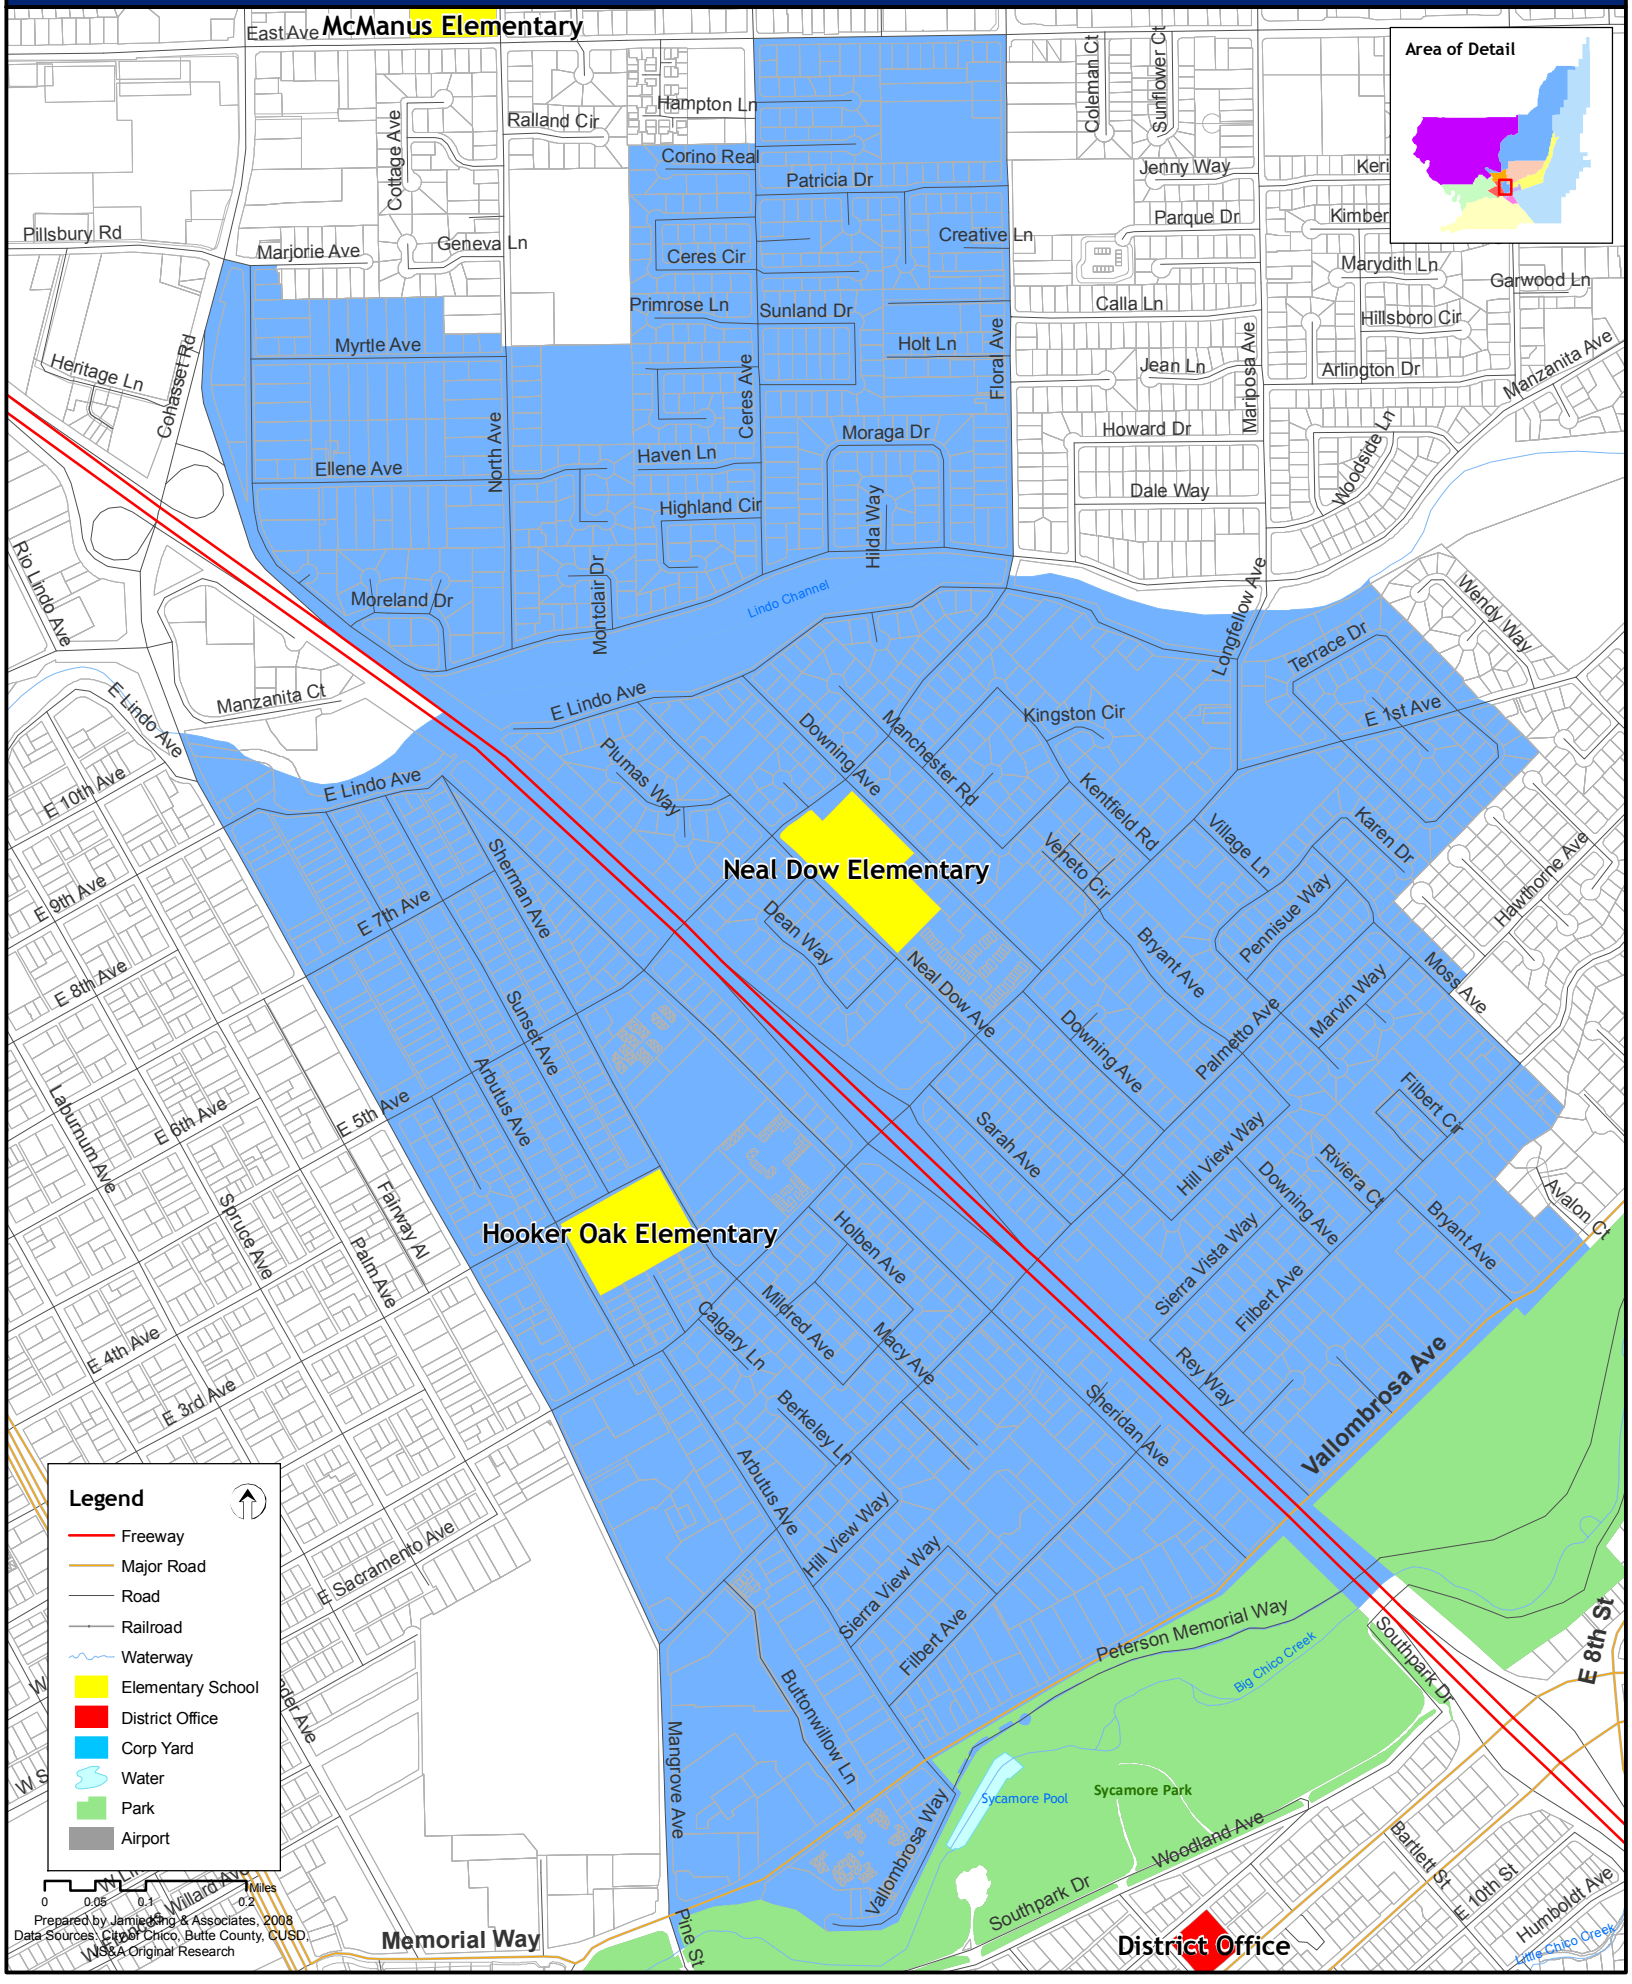 McManus Elementary
East Ave
Area of Detail
Hampton Ln
Ralland Cir
Cottage Ave
Coleman Ct
Sunflower Ct
Corino Real
Patricia Dr
Jenny Way
Keri
Parque Dr
Kimber
Pillsbury Rd
Marjorie Ave
Geneva Ln
Creative Ln
Ceres Cir
Marydith Ln
Garwood Ln
Primrose Ln
Sunland Dr
Calla Ln
Hillsboro Cir
Myrtle Ave
Holt Ln
Floral Ave
Mariposa Ave
Jean Ln
Arlington Dr
Manzanita Ave
Heritage Ln
Cohasset Rd
Ceres Ave
North Ave
Moraga Dr
Howard Dr
Woodside Ln
Ellene Ave
Haven Ln
Dale Way
Highland Cir
Hilda Way
Rio Lindo Ave
Moreland Dr
Montclair Dr
Lindo Channel
Longfellow Ave
Wendy Way
Terrace Dr
Manzanita Ct
E Lindo Ave
E Lindo Ave
Kingston Cir
E 1st Ave
Downing Ave
Manchester Rd
Plumas Way
E Lindo Ave
E 10th Ave
Kentfield Rd
Village Ln
Karen Dr
Sherman Ave
Neal Dow Elementary
Veneto Cir
Hawthorne Ave
E 9th Ave
E 7th Ave
Dean Way
Pennisue Way
Bryant Ave
Moss Ave
E 8th Ave
Neal Dow Ave
Sunset Ave
Marvin Way
Palmetto Ave
Downing Ave
Arbutus Ave
Filbert Cir
Laburnum Ave
E 6th Ave
E 5th Ave
Sarah Ave
Hill View Way
Riviera Ct
Downing Ave
Spruce Ave
Fairway Al
Palm Ave
Hooker Oak Elementary
Holben Ave
Bryant Ave
Avalon Ct
Sierra Vista Way
Filbert Ave
E 4th Ave
Calgary Ln
Mildred Ave
Macy Ave
Rey Way
Vallombrosa Ave
E 3rd Ave
Berkeley Ln
Sheridan Ave
Arbutus Ave
Hill View Way
E Sacramento Ave
Sierra View Way
Filbert Ave
Peterson Memorial Way
Southpark Dr
E 8th St
Big Chico Creek
Buttonwillow Ln
Mangrove Ave
Sycamore Pool
Sycamore Park
Vallombrosa Way
Woodland Ave
Southpark Dr
Bartlett St
E 10th St
Humboldt Ave
Little Chico Creek
Pine St
Memorial Way
District Office
Legend
Freeway
Major Road
Road
Railroad
Waterway
Elementary School
District Office
Corp Yard
Water
Park
Airport
0 0.05 0.1 0.2 Miles
Prepared by Jamie King & Associates, 2008
Data Sources: City of Chico, Butte County, CUSD,
Original Research